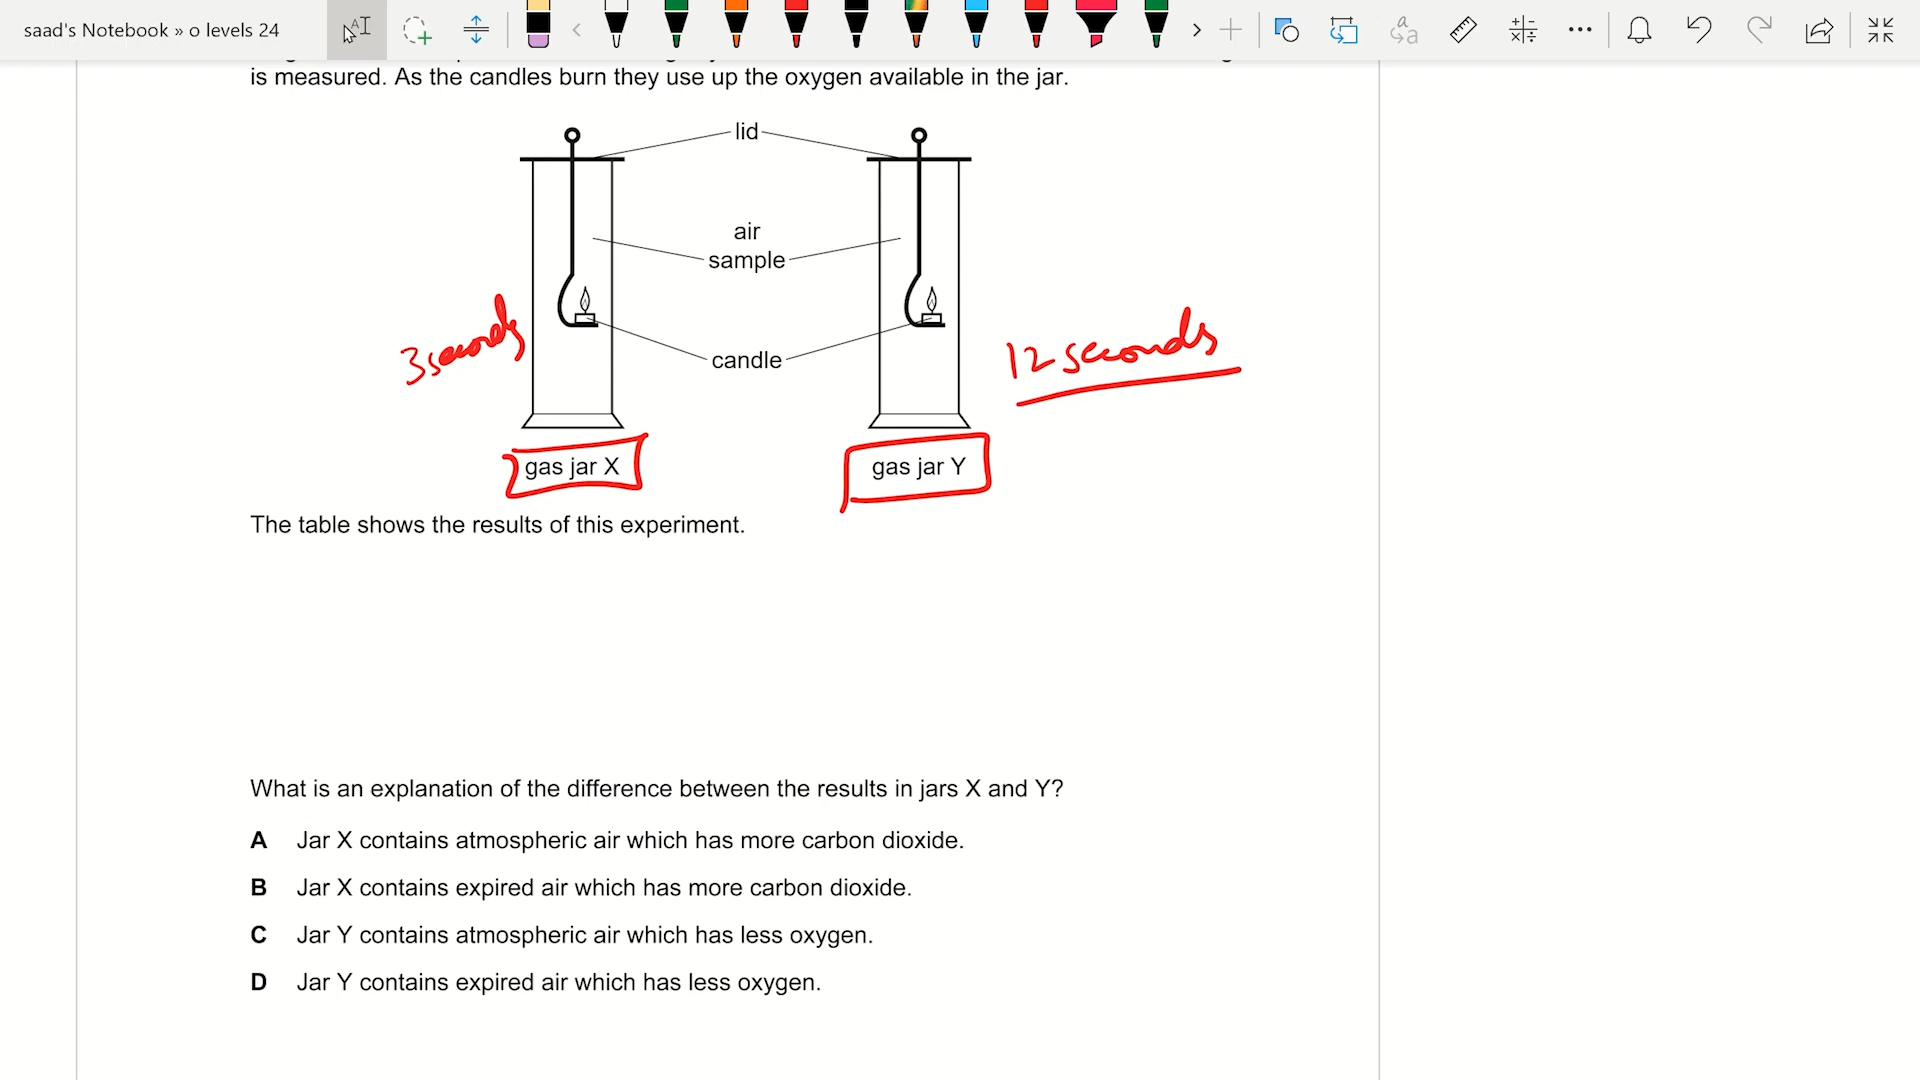 saad's Notebook » o levels 24
is measured. As the candles burn they use up the oxygen available in the jar.
lid
air
sample
3 seconds
12 seconds
candle
gas jar X
gas jar Y
The table shows the results of this experiment.
What is an explanation of the difference between the results in jars X and Y?
A Jar X contains atmospheric air which has more carbon dioxide.
B Jar X contains expired air which has more carbon dioxide.
C Jar Y contains atmospheric air which has less oxygen.
D Jar Y contains expired air which has less oxygen.